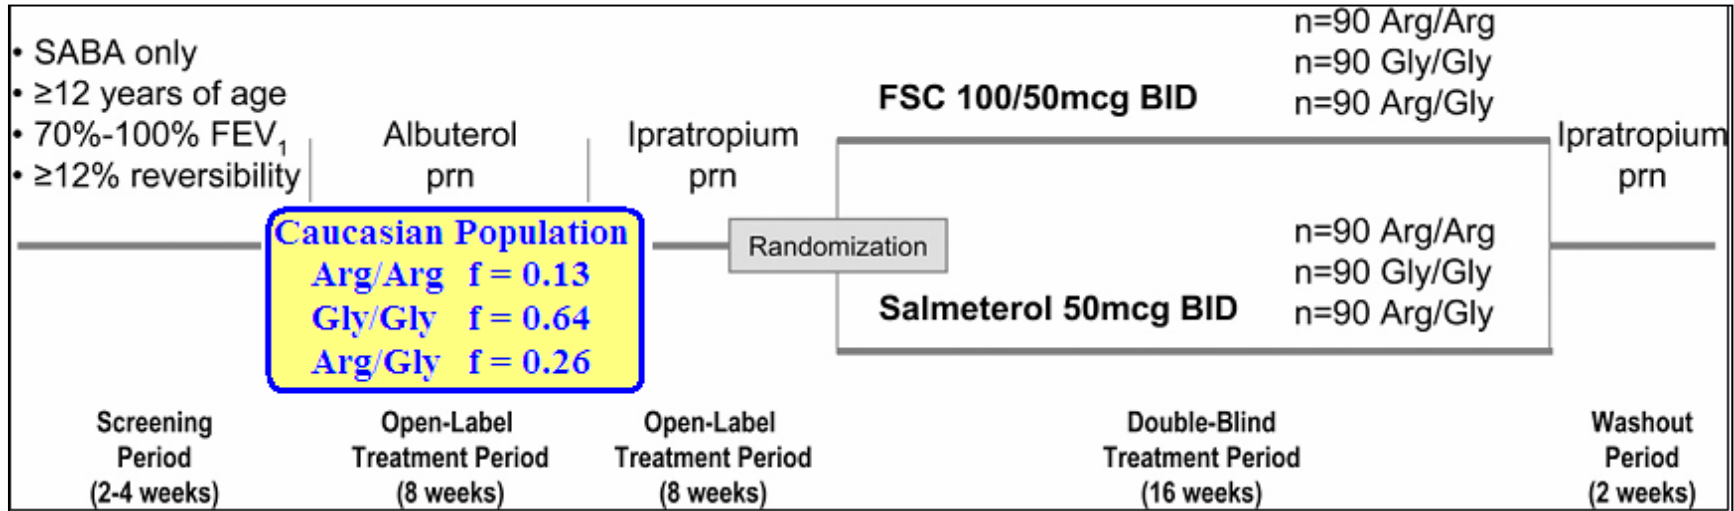 • SABA only
• ≥12 years of age
• 70%-100% FEV1
• ≥12% reversibility
Albuterol
prn
Ipratropium
prn
FSC 100/50mcg BID
n=90 Arg/Arg
n=90 Gly/Gly
n=90 Arg/Gly
Ipratropium
prn
Caucasian Population
Arg/Arg f = 0.13
Gly/Gly f = 0.64
Arg/Gly f = 0.26
Randomization
Salmeterol 50mcg BID
n=90 Arg/Arg
n=90 Gly/Gly
n=90 Arg/Gly
Screening
Period
(2-4 weeks)
Open-Label
Treatment Period
(8 weeks)
Open-Label
Treatment Period
(8 weeks)
Double-Blind
Treatment Period
(16 weeks)
Washout
Period
(2 weeks)